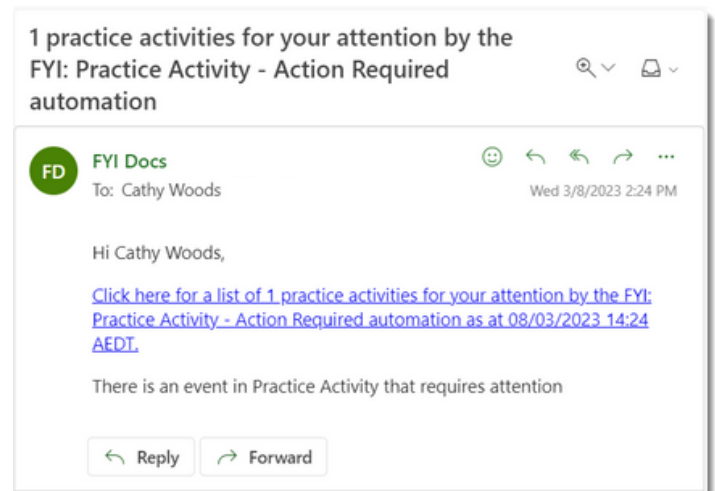 1 practice activities for your attention by the
FYI: Practice Activity - Action Required
automation
FD
FYI Docs
To: Cathy Woods
Wed 3/8/2023 2:24 PM
Hi Cathy Woods,
Click here for a list of 1 practice activities for your attention by the FYI:
Practice Activity - Action Required automation as at 08/03/2023 14:24
AEDT.
There is an event in Practice Activity that requires attention
Reply
Forward